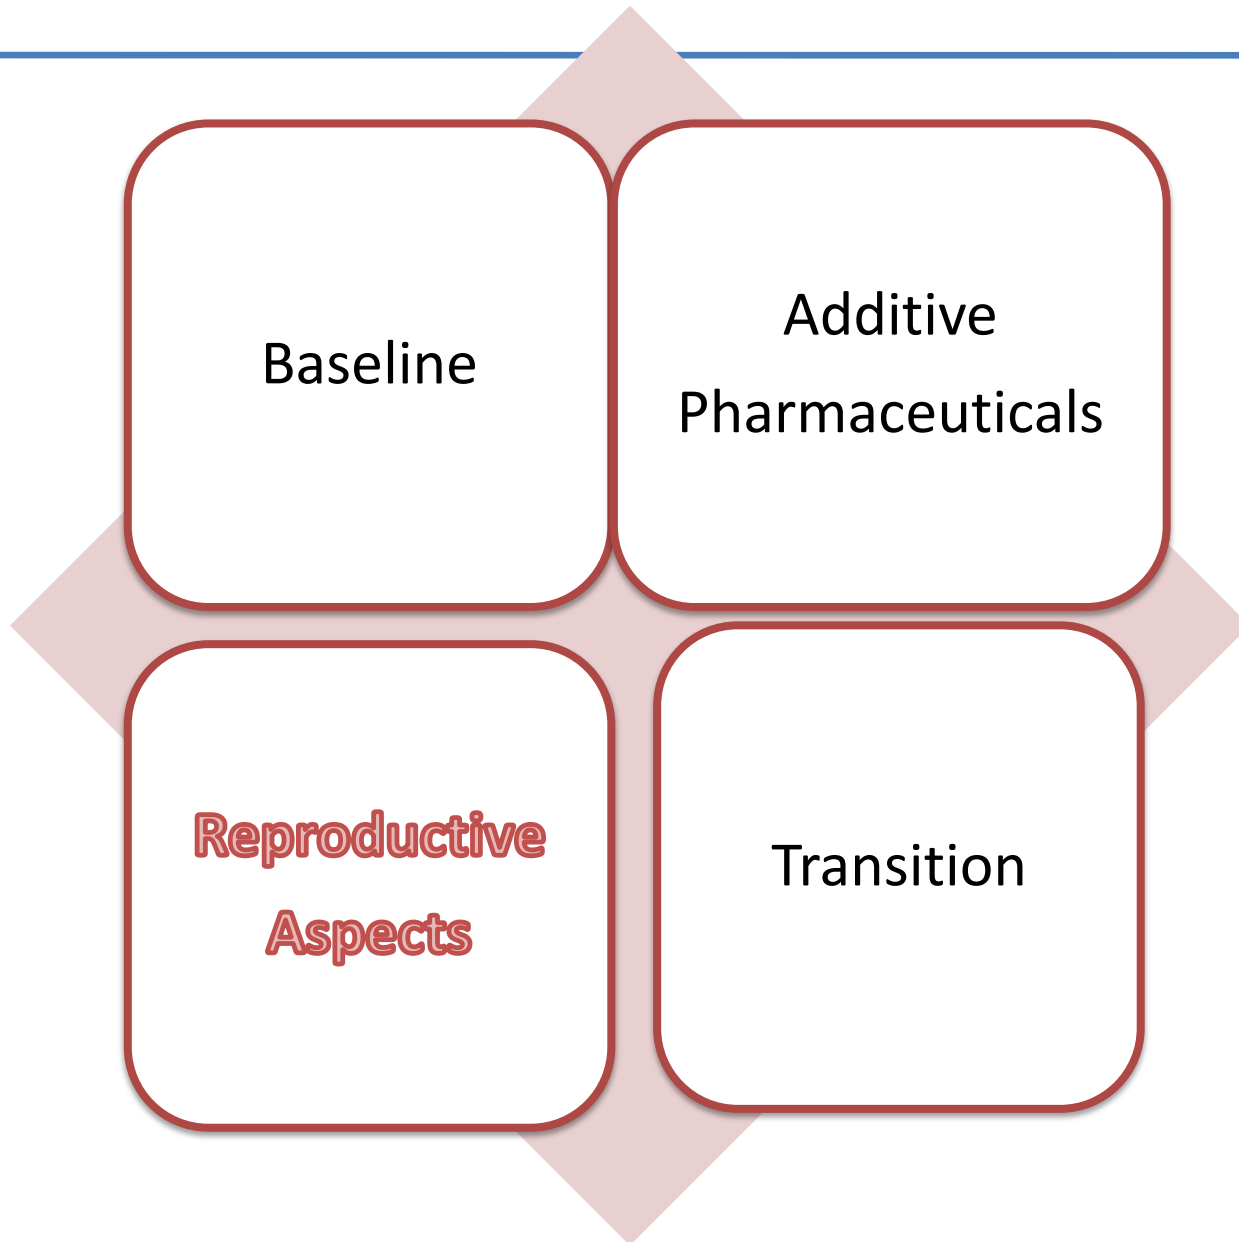 Baseline
Additive
Pharmaceuticals
Reproductive
Aspects
Transition